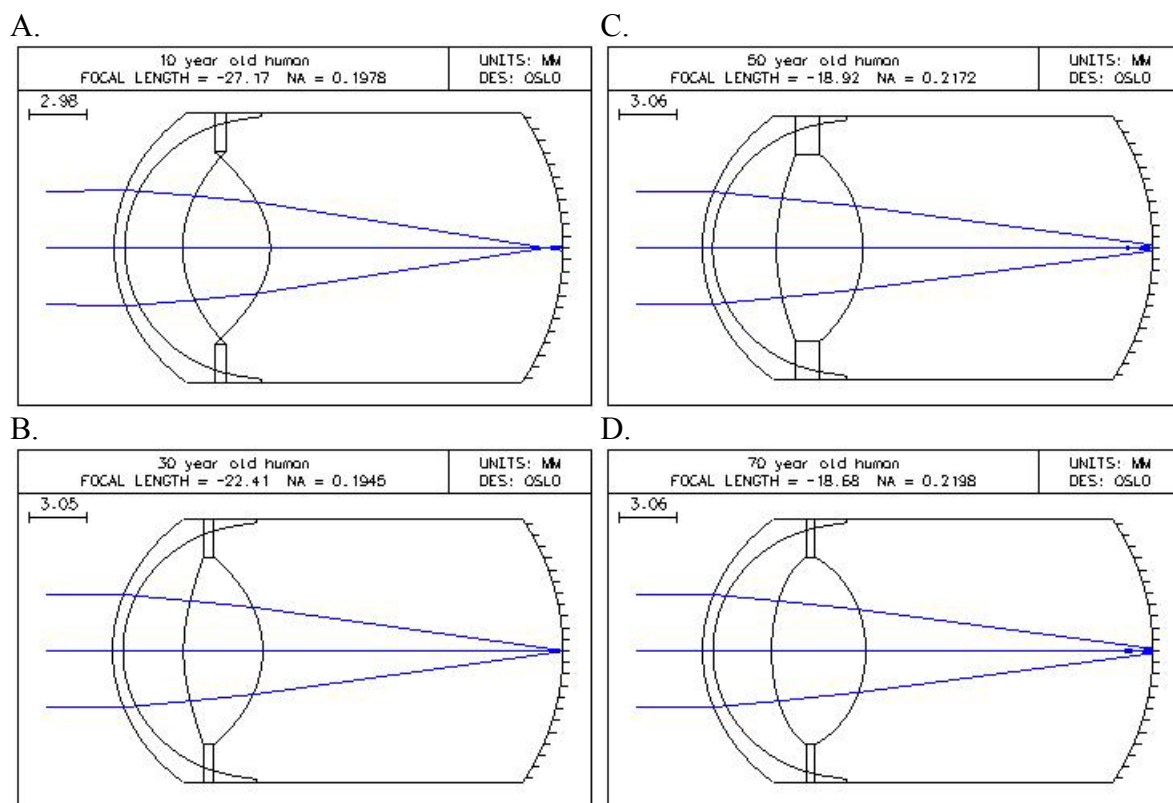 A.
10 year old human
FOCAL LENGTH = -27.17 NA = 0.1978
UNITS: MM
DES: OSLO
2.98
C.
50 year old human
FOCAL LENGTH = -18.92 NA = 0.2172
UNITS: MM
DES: OSLO
3.06
B.
30 year old human
FOCAL LENGTH = -22.41 NA = 0.1945
UNITS: MM
DES: OSLO
3.05
D.
70 year old human
FOCAL LENGTH = -18.68 NA = 0.2198
UNITS: MM
DES: OSLO
3.06